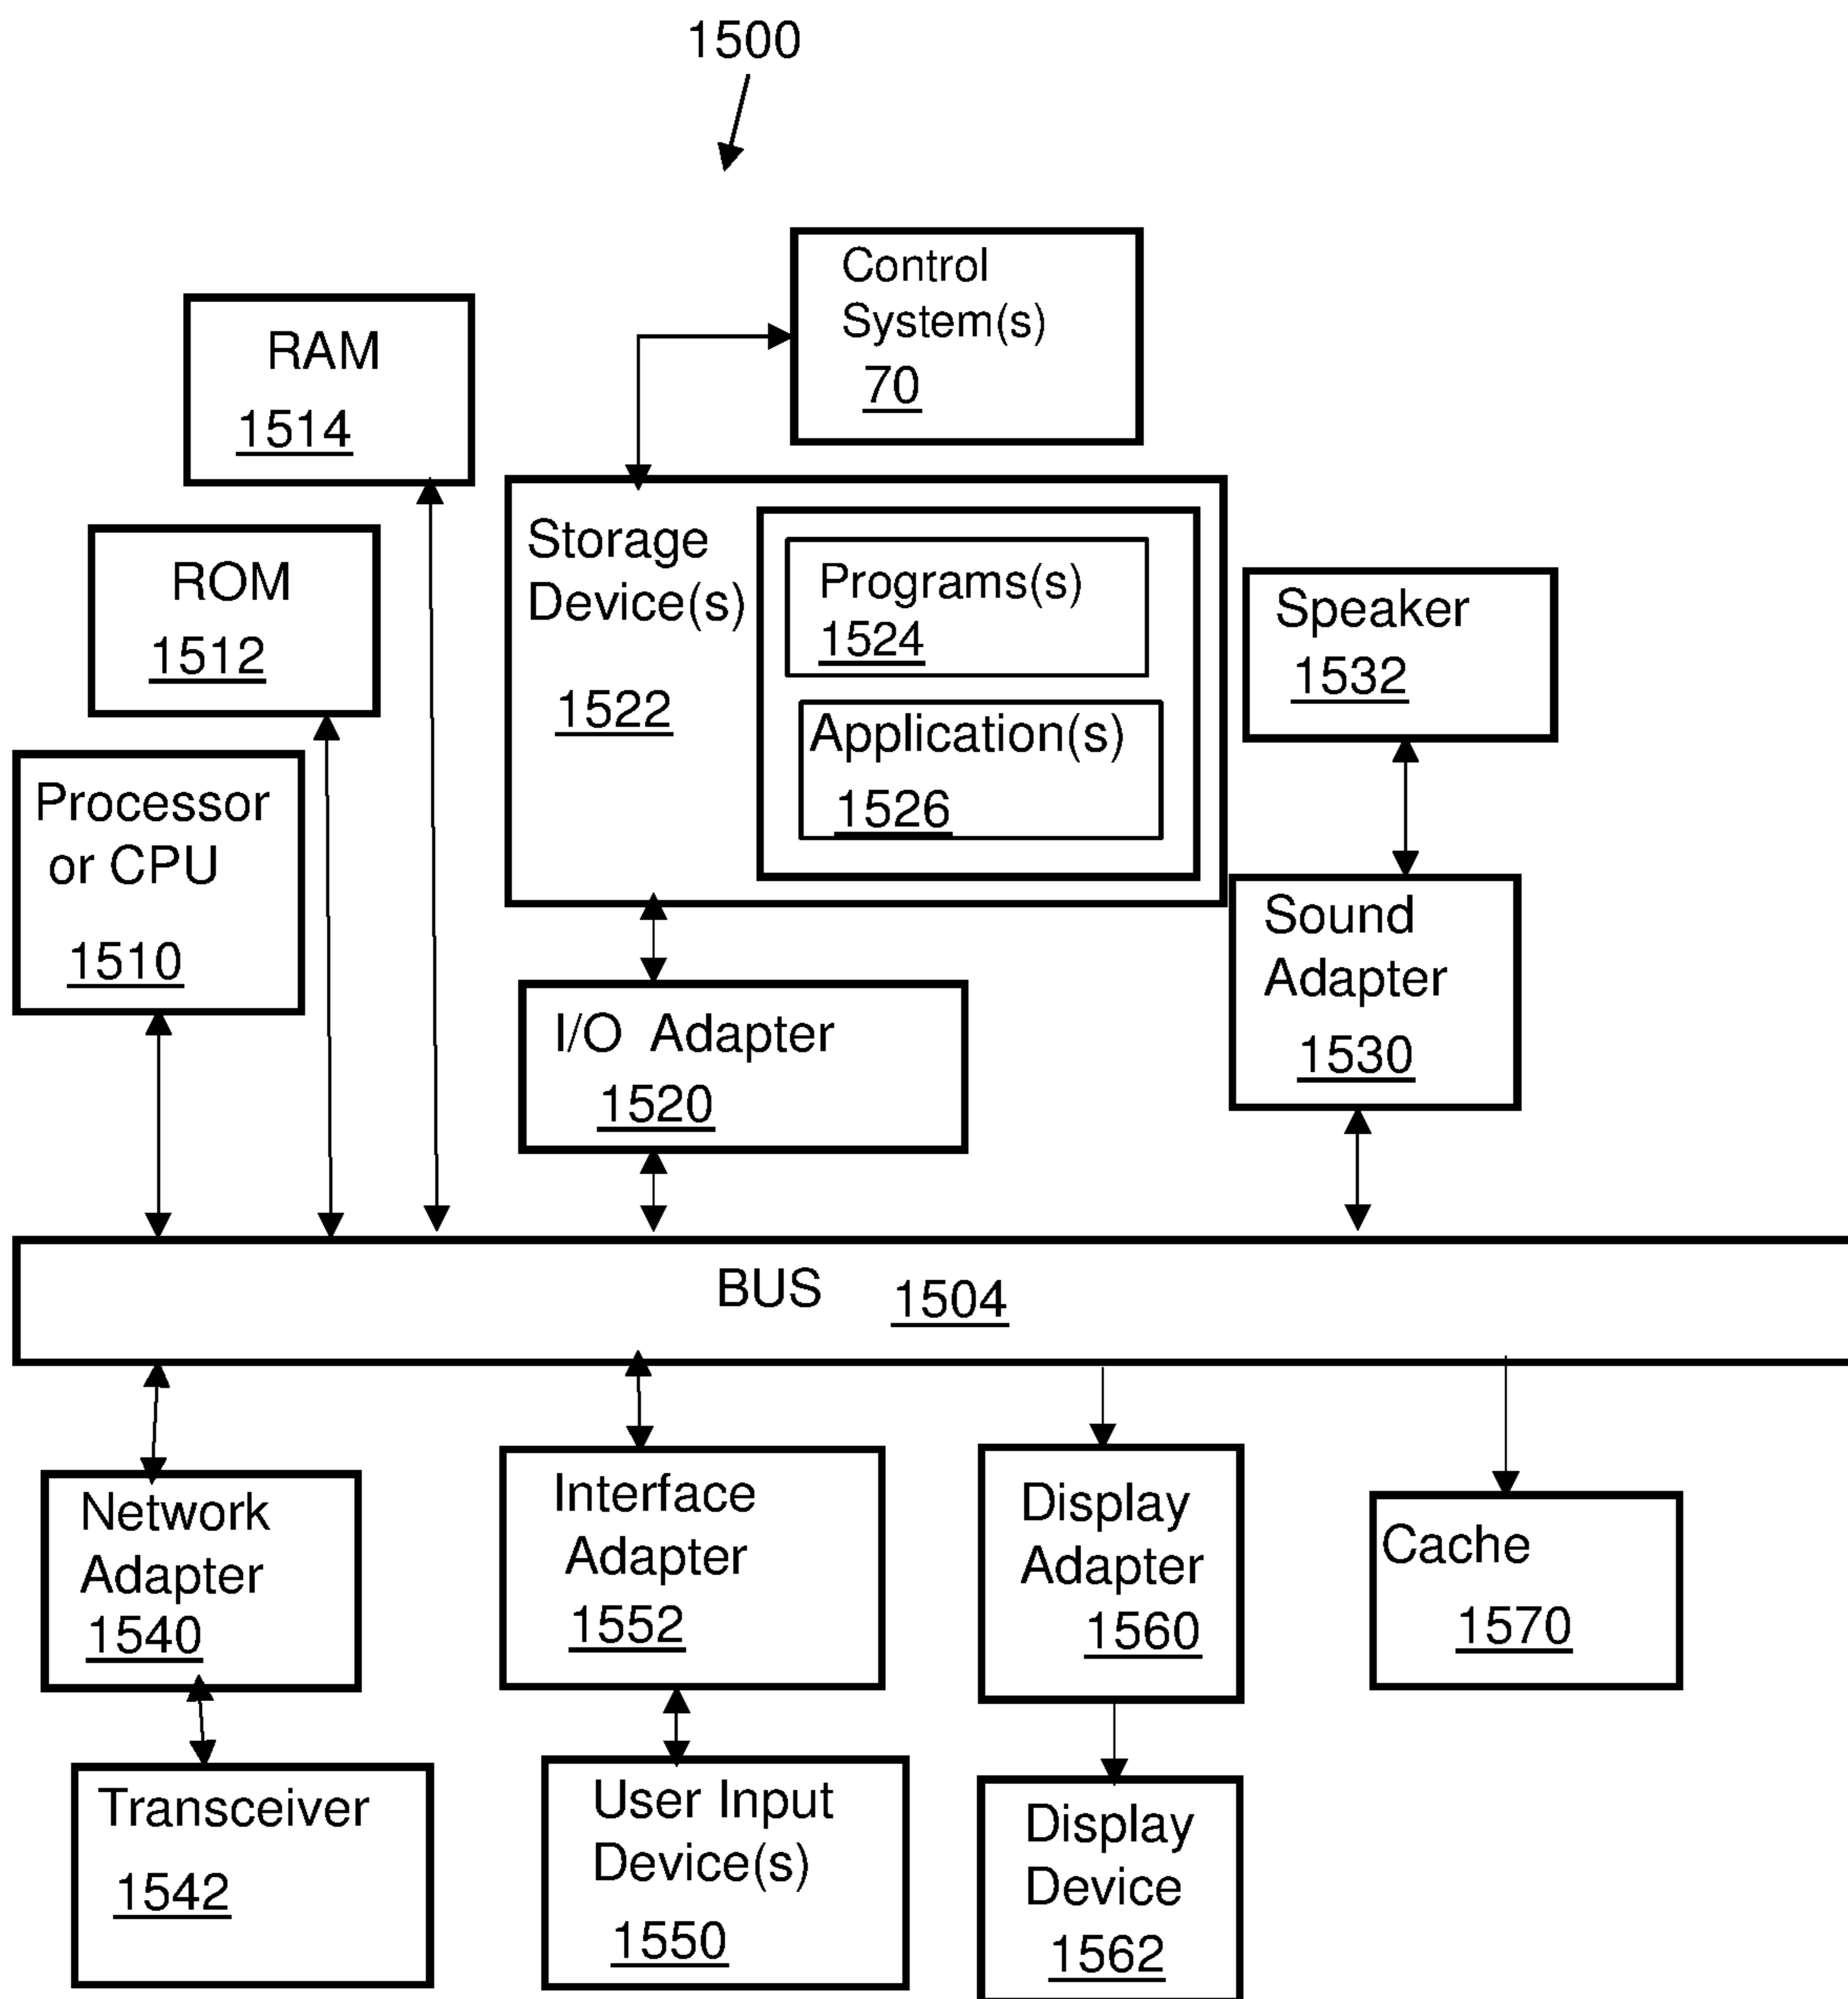 1500
Control
System(s)
70
RAM
1514
ROM
1512
Processor
or CPU
1510
Storage
Device(s)
1522
Programs(s)
1524
Application(s)
1526
Speaker
1532
Sound
Adapter
1530
I/O Adapter
1520
BUS 1504
Network
Adapter
1540
Interface
Adapter
1552
Display
Adapter
1560
Cache
1570
Transceiver
1542
User Input
Device(s)
1550
Display
Device
1562